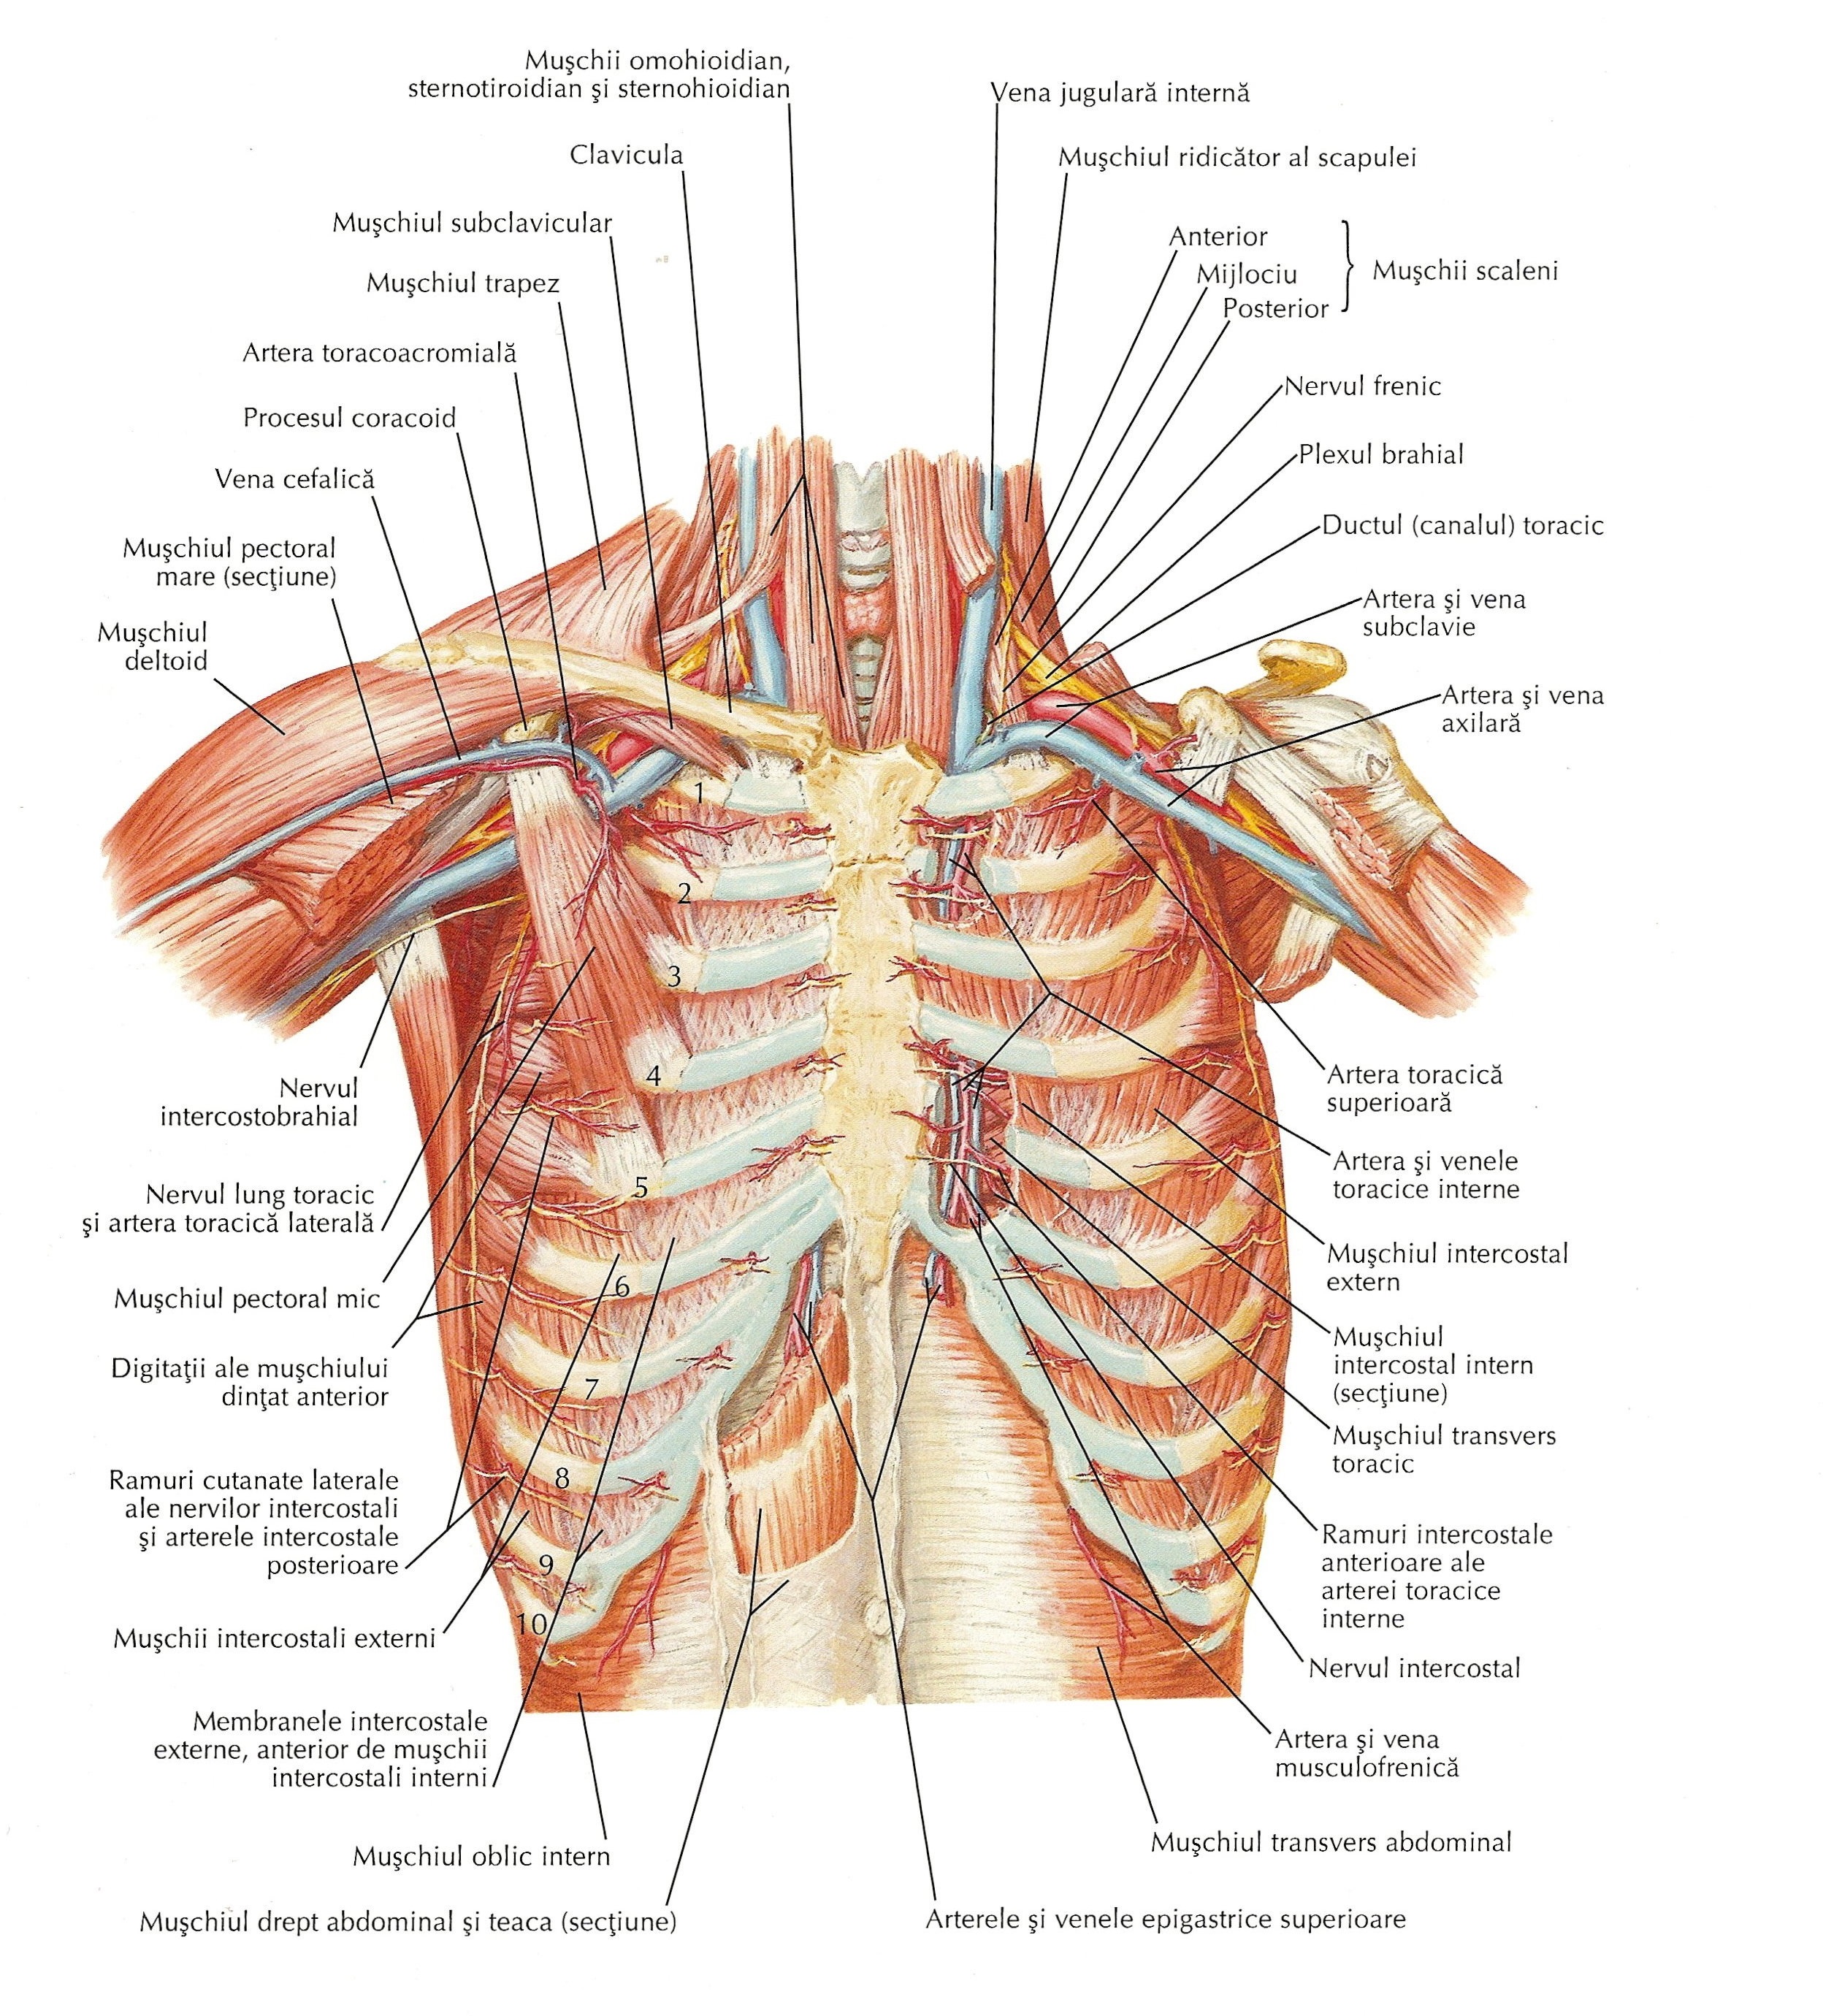 Muşchii omohioidian,
sternotiroidian şi sternohioidian
Clavicula
Muşchiul subclavicular
Muşchiul trapez
Artera toracoacromială
Procesul coracoid
Vena cefalică
Muşchiul pectoral
mare (secţiune)
Muşchiul
deltoid
Nervul
intercostobrahial
Nervul lung toracic
şi artera toracică laterală
Muşchiul pectoral mic
Digitaţii ale muşchiului
dinţat anterior
Ramuri cutanate laterale
ale nervilor intercostali
şi arterele intercostale
posterioare
Muşchii intercostali externi
Membranele intercostale
externe, anterior de muşchii
intercostali interni
Muşchiul oblic intern
Muşchiul drept abdominal şi teaca (secţiune)
1
2
3
4
5
6
7
8
9
10
Vena jugulară internă
Muşchiul ridicător al scapulei
Anterior
Mijlociu
Posterior
Muşchii scaleni
Nervul frenic
Plexul brahial
Ductul (canalul) toracic
Artera şi vena
subclavie
Artera şi vena
axilară
Artera toracică
superioară
Artera şi venele
toracice interne
Muşchiul intercostal
extern
Muşchiul
intercostal intern
(secţiune)
Muşchiul transvers
toracic
Ramuri intercostale
anterioare ale
arterei toracice
interne
Nervul intercostal
Artera şi vena
musculofrenică
Muşchiul transvers abdominal
Arterele şi venele epigastrice superioare